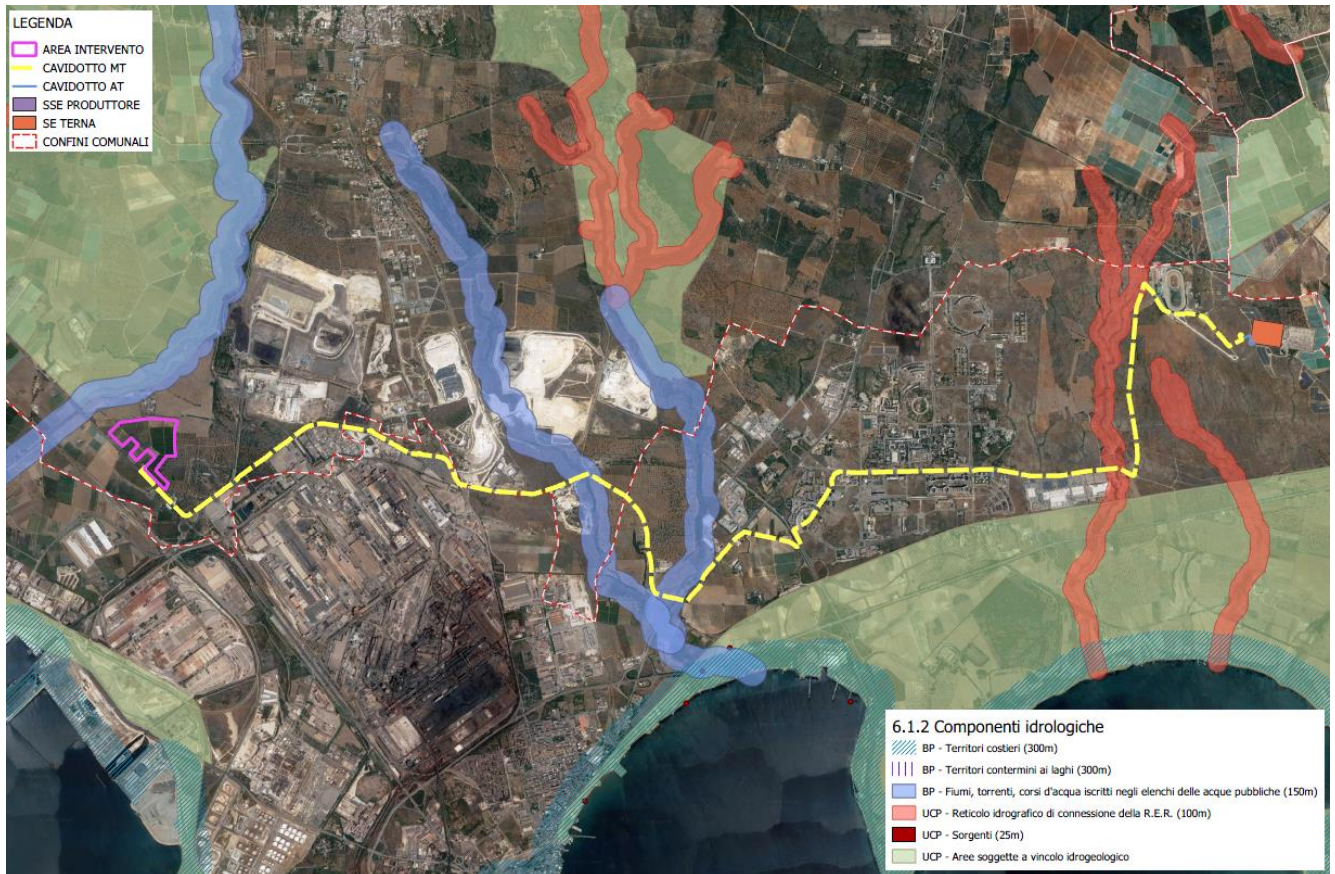 LEGENDA
AREA INTERVENTO
CAVIDOTTO MT
CAVIDOTTO AT
SSE PRODUTTORE
SE TERNA
CONFINI COMUNALI
6.1.2 Componenti idrologiche
BP - Territori costieri (300m)
BP - Territori contermini ai laghi (300m)
BP - Fiumi, torrenti, corsi d'acqua iscritti negli elenchi delle acque pubbliche (150m)
UCP - Reticolo idrografico di connessione della R.E.R. (100m)
UCP - Sorgenti (25m)
UCP - Aree soggette a vincolo idrogeologico